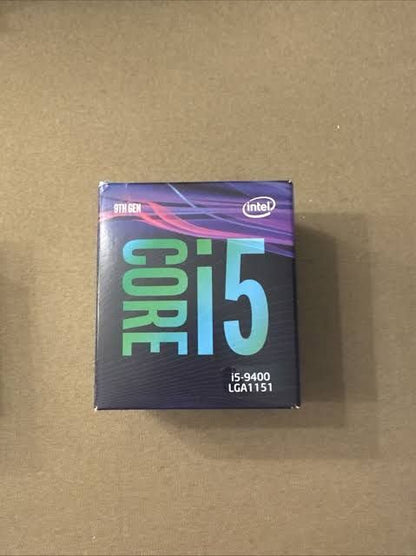 9TH GEN
intel
CORE i5
i5-9400
LGA1151